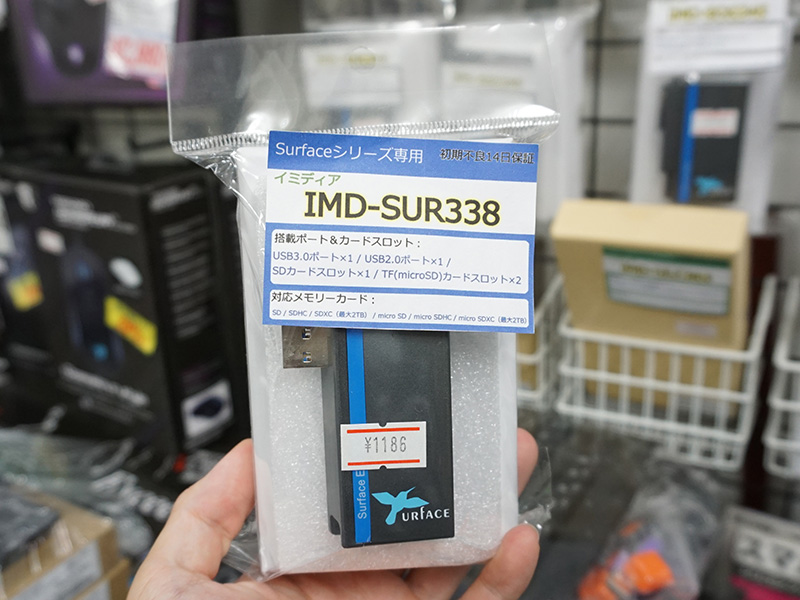 Surfaceシリーズ専用 初期不良14日保証
イミディア
IMD-SUR338
搭載ポート＆カードスロット：
USB3.0ポート×1 / USB2.0ポート×1 /
SDカードスロット×1 / TF(microSD)カードスロット×2
対応メモリーカード：
SD / SDHC / SDXC（最大2TB） / micro SD / micro SDHC / micro SDXC（最大2TB）
¥1186
Surface E
URFACE